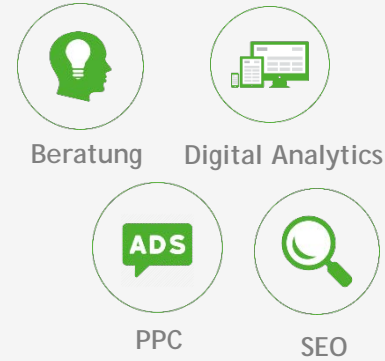 Beratung
Digital Analytics
ADS
PPC
SEO